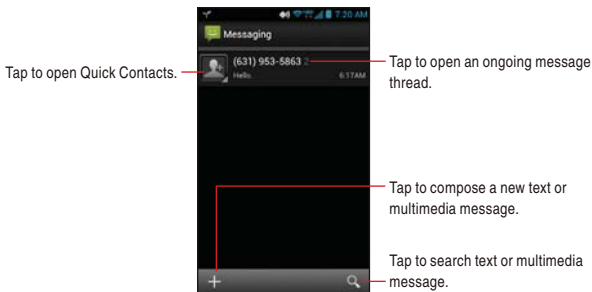 7:20 AM
Messaging
(631) 953-5863 2
Hello.
6:17AM
Tap to open Quick Contacts.
Tap to open an ongoing message
thread.
Tap to compose a new text or
multimedia message.
Tap to search text or multimedia
message.